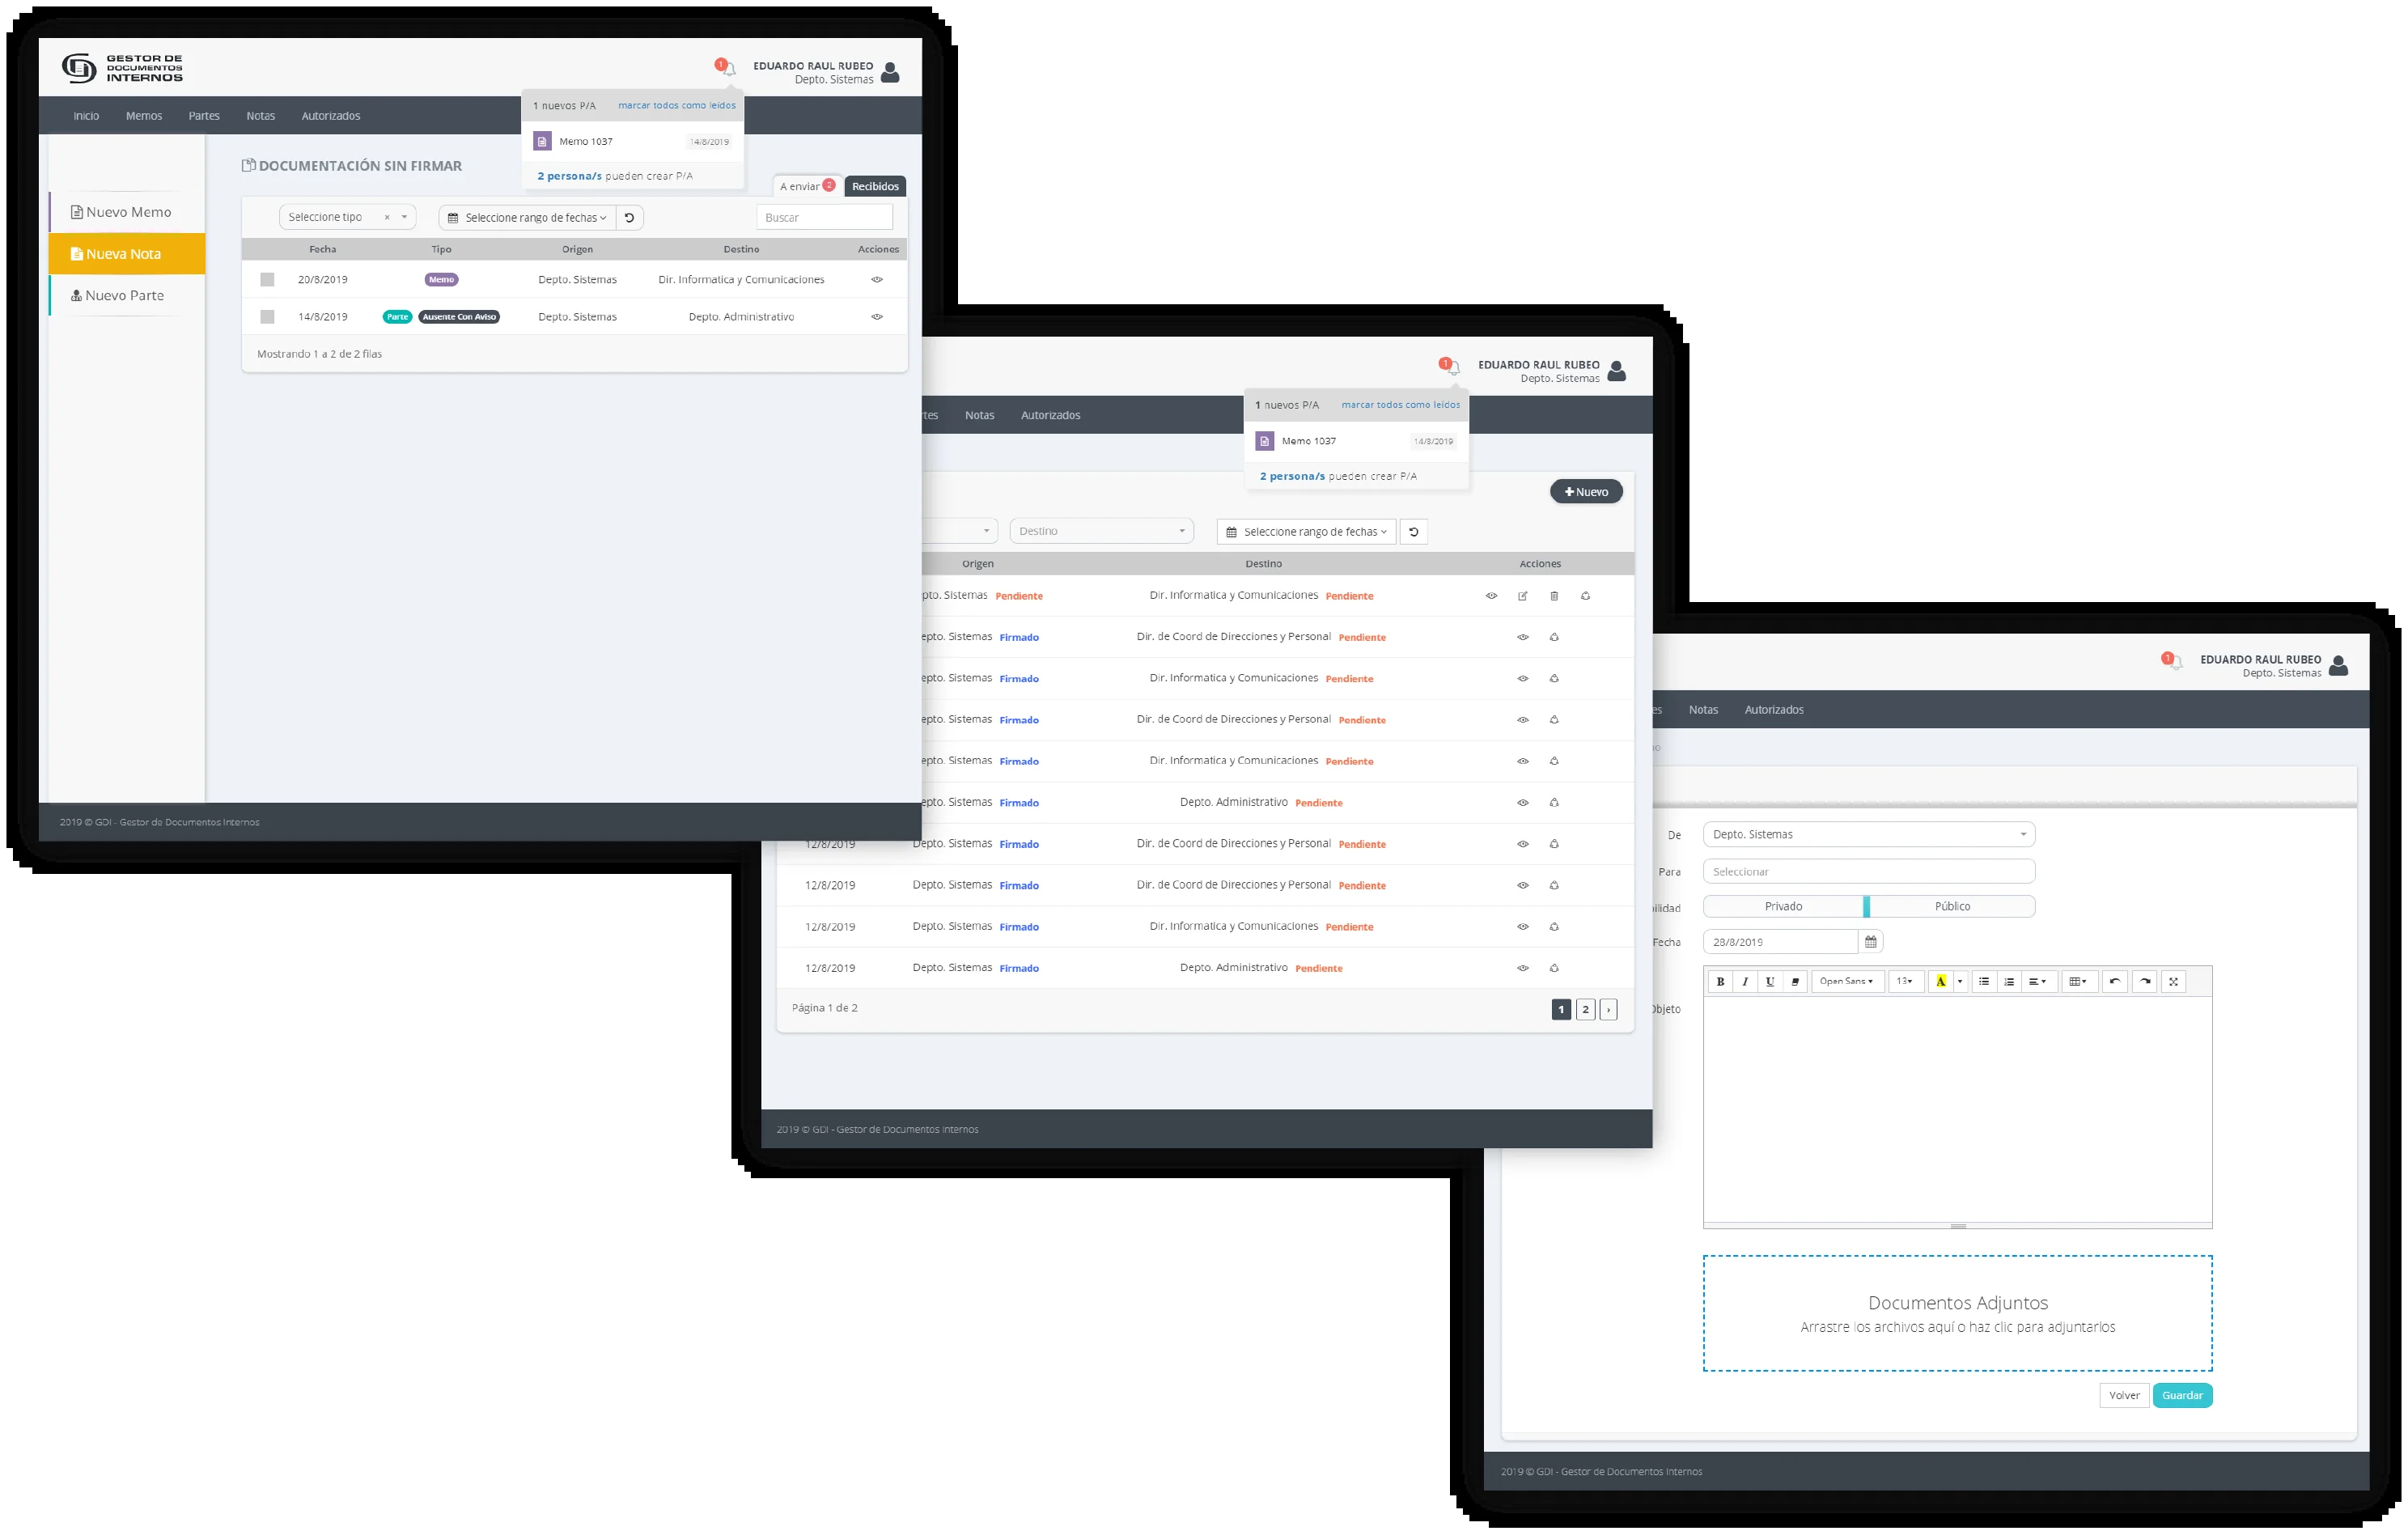 GESTOR DE
DOCUMENTOS
INTERNOS
1
EDUARDO RAUL RUBEO
Depto. Sistemas
Inicio Memos Partes Notas Autorizados
1 nuevos P/A marcar todos como leídos
Memo 1037 14/8/2019
2 persona/s pueden crear P/A
DOCUMENTACIÓN SIN FIRMAR
A enviar 2 Recibidos
Nuevo Memo
Nueva Nota
Nuevo Parte
Seleccione tipo × Seleccione rango de fechas Buscar
Fecha Tipo Origen Destino Acciones
20/8/2019 Memo Depto. Sistemas Dir. Informatica y Comunicaciones
14/8/2019 Parte Ausente Con Aviso Depto. Sistemas Depto. Administrativo
Mostrando 1 a 2 de 2 filas
2019 © GDI - Gestor de Documentos Internos
1
EDUARDO RAUL RUBEO
Depto. Sistemas
rtes Notas Autorizados
1 nuevos P/A marcar todos como leídos
Memo 1037 14/8/2019
2 persona/s pueden crear P/A
Nuevo
Destino Seleccione rango de fechas
Origen Destino Acciones
pto. Sistemas Pendiente Dir. Informatica y Comunicaciones Pendiente
epto. Sistemas Firmado Dir. de Coord de Direcciones y Personal Pendiente
epto. Sistemas Firmado Dir. Informatica y Comunicaciones Pendiente
epto. Sistemas Firmado Dir. de Coord de Direcciones y Personal Pendiente
epto. Sistemas Firmado Dir. Informatica y Comunicaciones Pendiente
epto. Sistemas Firmado Depto. Administrativo Pendiente
12/8/2019 Depto. Sistemas Firmado Dir. de Coord de Direcciones y Personal Pendiente
12/8/2019 Depto. Sistemas Firmado Dir. de Coord de Direcciones y Personal Pendiente
12/8/2019 Depto. Sistemas Firmado Dir. Informatica y Comunicaciones Pendiente
12/8/2019 Depto. Sistemas Firmado Depto. Administrativo Pendiente
Página 1 de 2 1 2 ›
2019 © GDI - Gestor de Documentos Internos
1
EDUARDO RAUL RUBEO
Depto. Sistemas
es Notas Autorizados
De Depto. Sistemas
Para Seleccionar
ilidad Privado Público
Fecha 28/8/2019
B I U Open Sans 13 A
Objeto
Documentos Adjuntos
Arrastre los archivos aquí o haz clic para adjuntarlos
Volver Guardar
2019 © GDI - Gestor de Documentos Internos